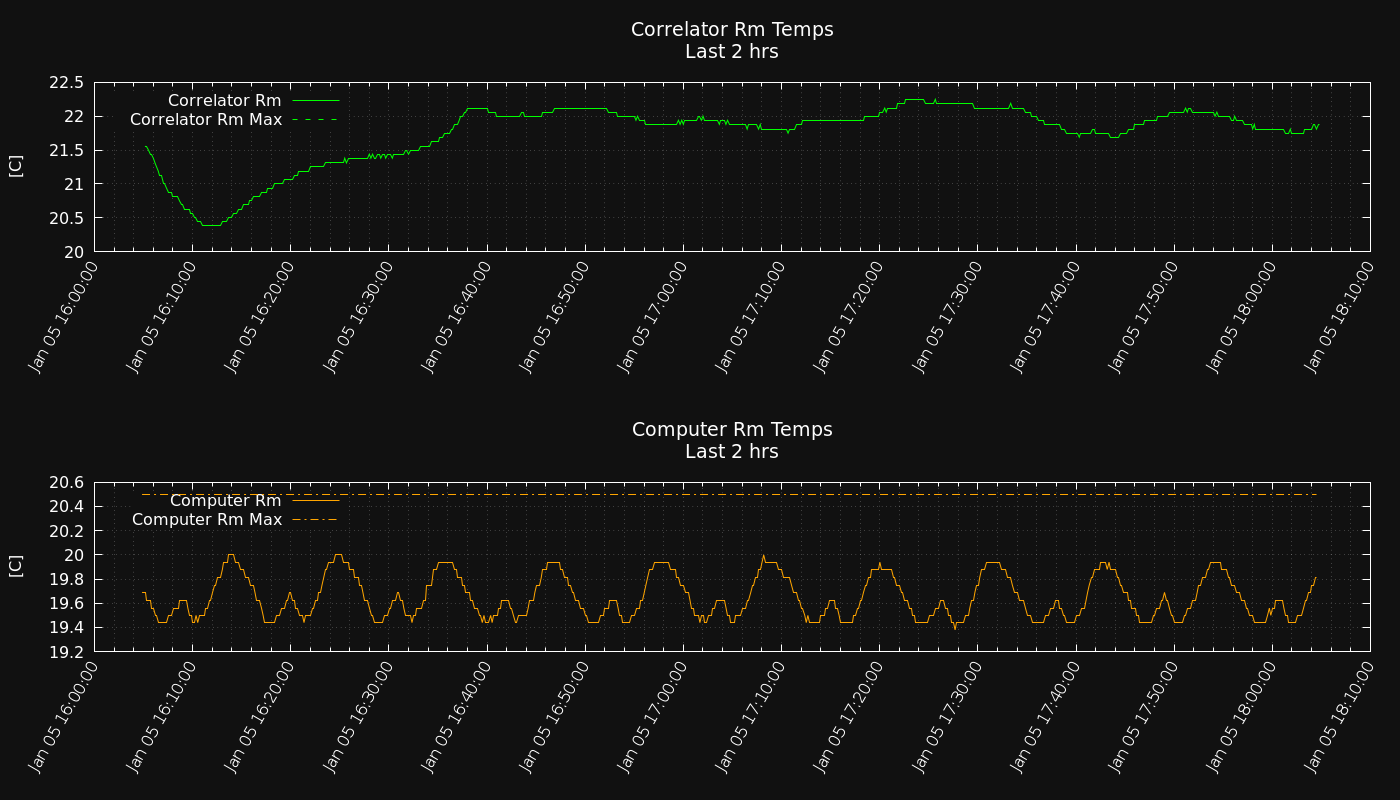 Correlator Rm Temps
Last 2 hrs
22.5
22
21.5
21
20.5
20
[C]
Correlator Rm
Correlator Rm Max
Jan 05 16:00:00
Jan 05 16:10:00
Jan 05 16:20:00
Jan 05 16:30:00
Jan 05 16:40:00
Jan 05 16:50:00
Jan 05 17:00:00
Jan 05 17:10:00
Jan 05 17:20:00
Jan 05 17:30:00
Jan 05 17:40:00
Jan 05 17:50:00
Jan 05 18:00:00
Jan 05 18:10:00
Computer Rm Temps
Last 2 hrs
20.6
20.4
20.2
20
19.8
19.6
19.4
19.2
[C]
Computer Rm
Computer Rm Max
Jan 05 16:00:00
Jan 05 16:10:00
Jan 05 16:20:00
Jan 05 16:30:00
Jan 05 16:40:00
Jan 05 16:50:00
Jan 05 17:00:00
Jan 05 17:10:00
Jan 05 17:20:00
Jan 05 17:30:00
Jan 05 17:40:00
Jan 05 17:50:00
Jan 05 18:00:00
Jan 05 18:10:00